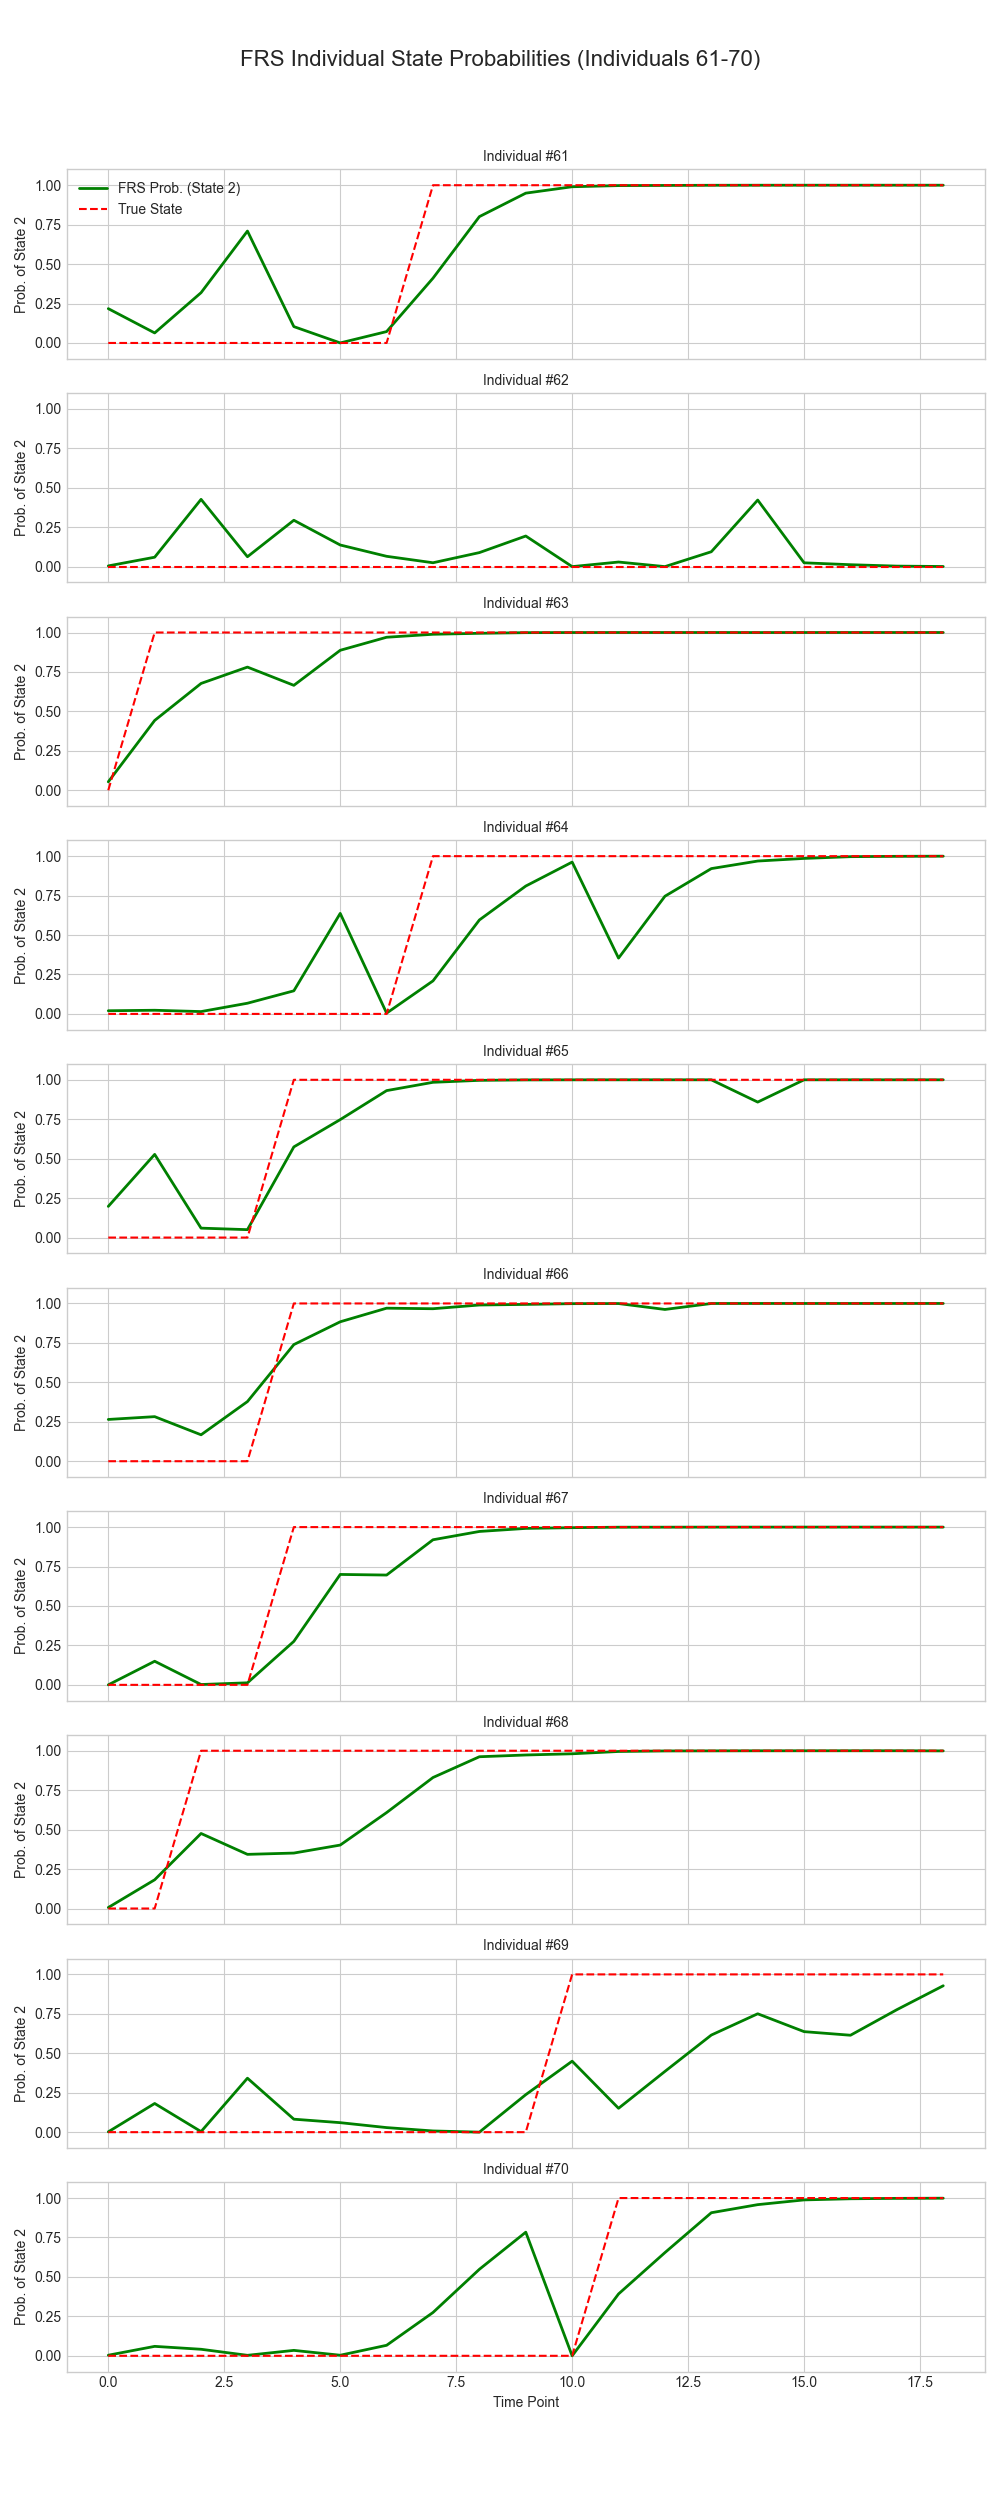 FRS Individual State Probabilities (Individuals 61-70)
Individual #61
Prob. of State 2
1.00
0.75
0.50
0.25
0.00
FRS Prob. (State 2)
True State
Individual #62
Prob. of State 2
1.00
0.75
0.50
0.25
0.00
Individual #63
Prob. of State 2
1.00
0.75
0.50
0.25
0.00
Individual #64
Prob. of State 2
1.00
0.75
0.50
0.25
0.00
Individual #65
Prob. of State 2
1.00
0.75
0.50
0.25
0.00
Individual #66
Prob. of State 2
1.00
0.75
0.50
0.25
0.00
Individual #67
Prob. of State 2
1.00
0.75
0.50
0.25
0.00
Individual #68
Prob. of State 2
1.00
0.75
0.50
0.25
0.00
Individual #69
Prob. of State 2
1.00
0.75
0.50
0.25
0.00
Individual #70
Prob. of State 2
1.00
0.75
0.50
0.25
0.00
0.0 2.5 5.0 7.5 10.0 12.5 15.0 17.5
Time Point